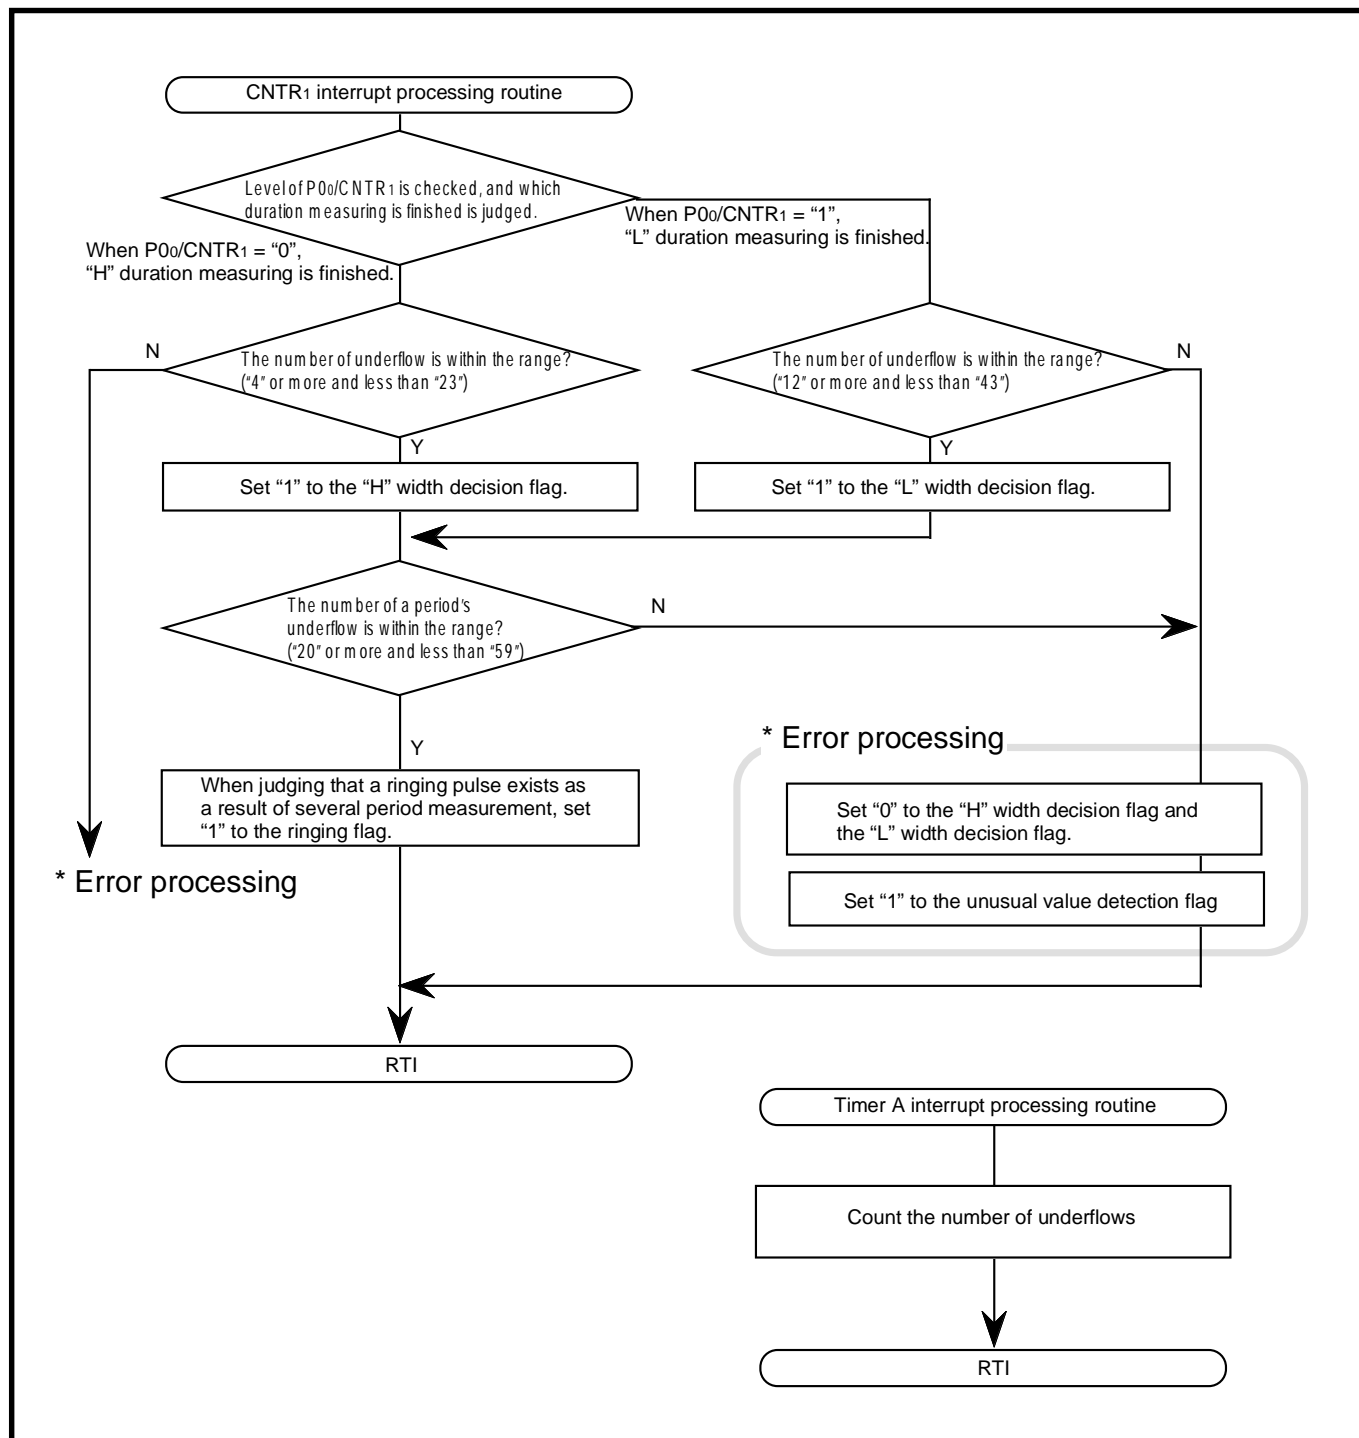 CNTR1 interrupt processing routine
Level of P00/CNTR1 is checked, and which
duration measuring is finished is judged.
When P00/CNTR1 = “1”,
“L” duration measuring is finished.
When P00/CNTR1 = “0”,
“H” duration measuring is finished.
N
The number of underflow is within the range?
(“4” or more and less than “23”)
The number of underflow is within the range?
(“12” or more and less than “43”)
N
Y
Y
Set “1” to the “H” width decision flag.
Set “1” to the “L” width decision flag.
The number of a period's
underflow is within the range?
(“20” or more and less than “59”)
N
Y
* Error processing
When judging that a ringing pulse exists as
a result of several period measurement, set
“1” to the ringing flag.
Set “0” to the “H” width decision flag and
the “L” width decision flag.
* Error processing
Set “1” to the unusual value detection flag
RTI
Timer A interrupt processing routine
Count the number of underflows
RTI